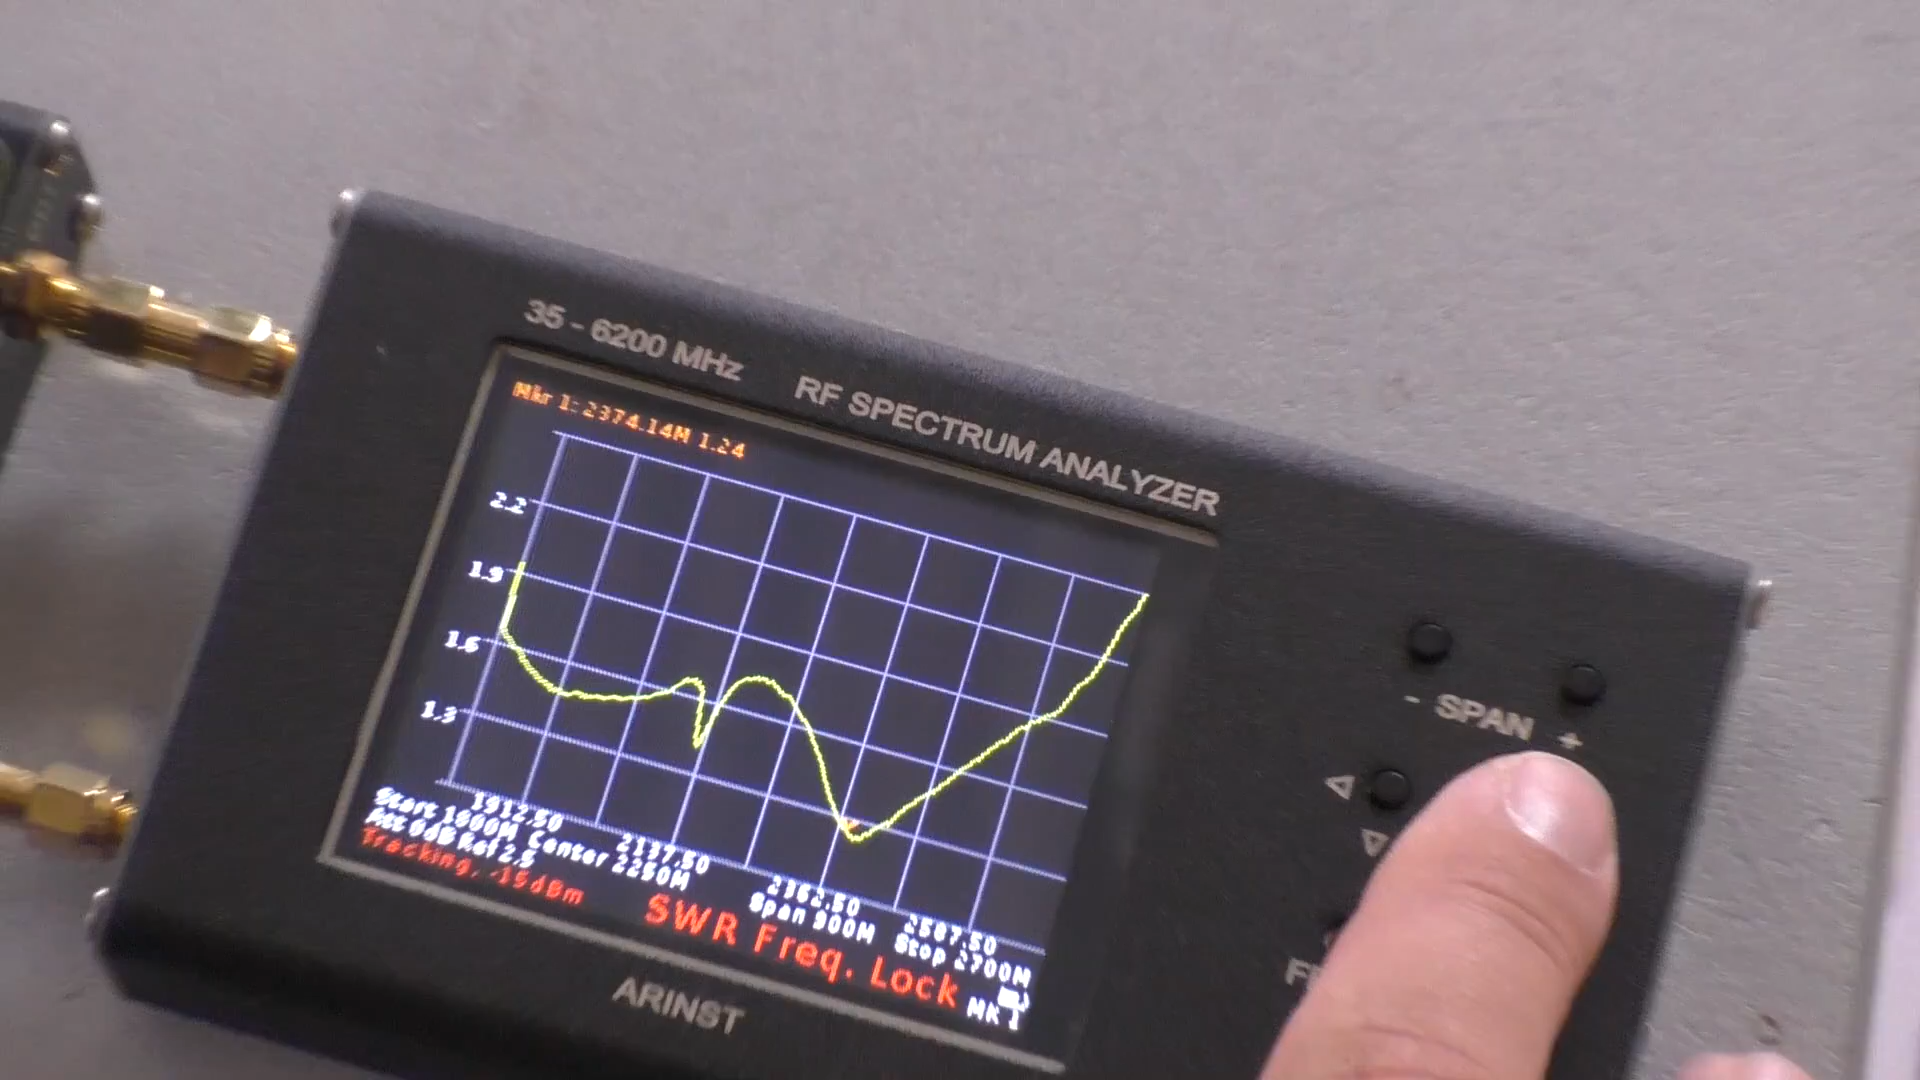 35 - 6200 MHz
RF SPECTRUM ANALYZER
Mkr 1: 2374.14M 1.24
2.2
1.9
1.6
1.3
1912.50 2137.50 2362.50 2587.50
Start 1800M Center 2250M Span 900M Stop 2700M
Att 0dB Ref 2.5
Tracking, -15dBm
SWR Freq. Lock
MK 1
- SPAN +
ARINST